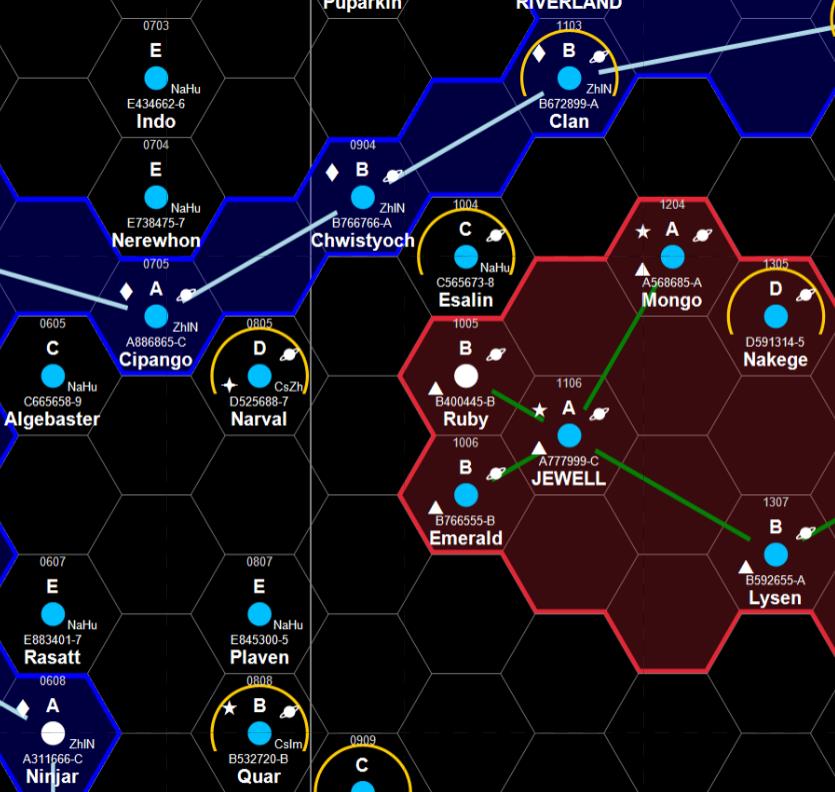 Puparkin
RIVERLAND
0703
E
NaHu
E434662-6
Indo
1103
B
ZhIN
B672899-A
Clan
0704
E
NaHu
E738475-7
Nerewhon
0904
B
ZhIN
B766766-A
Chwistyoch
1004
C
NaHu
C565673-8
Esalin
1204
A
A568685-A
Mongo
0705
A
ZhIN
A886865-C
Cipango
1305
D
D591314-5
Nakege
0605
C
NaHu
C665658-9
Algebaster
0805
D
CsZh
D525688-7
Narval
1005
B
B400445-B
Ruby
1106
A
A777999-C
JEWELL
1006
B
B766555-B
Emerald
1307
B
B592655-A
Lysen
0607
E
NaHu
E883401-7
Rasatt
0807
E
NaHu
E845300-5
Plaven
0608
A
ZhIN
A311666-C
Ninjar
0808
B
CsIm
B532720-B
Quar
0909
C